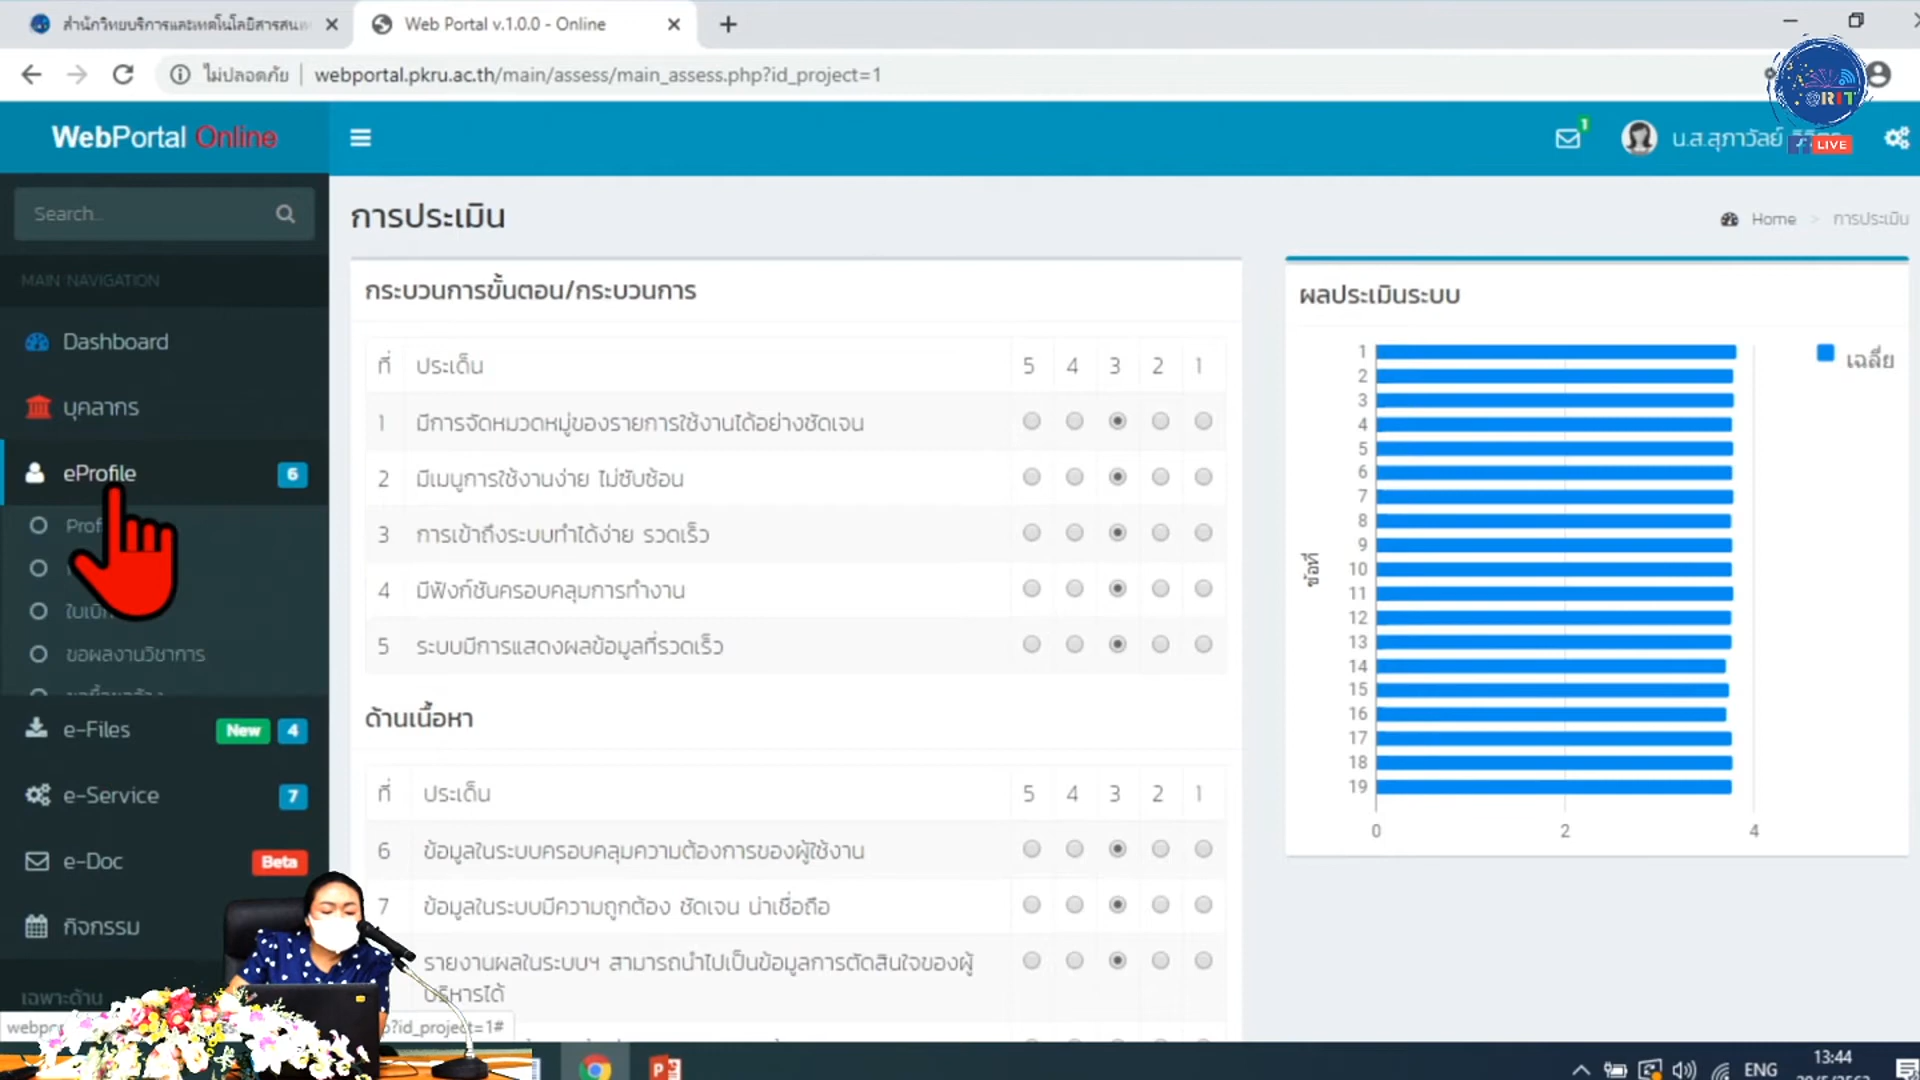 สำนักวิทยบริการและเทคโนโลยีสารสนเท
Web Portal v.1.0.0 - Online
ไม่ปลอดภัย
webportal.pkru.ac.th/main/assess/main_assess.php?id_project=1
ORIT
LIVE
WebPortal Online
1
น.ส.สุภาวัลย์
Search...
การประเมิน
Home > การประเมิน
MAIN NAVIGATION
Dashboard
บุคลากร
eProfile 6
ขอผลงานวิชาการ
e-Files New 4
e-Service 7
e-Doc Beta
กิจกรรม
เฉพาะด้าน
กระบวนการขั้นตอน/กระบวนการ
ที่ ประเด็น 5 4 3 2 1
1 มีการจัดหมวดหมู่ของรายการใช้งานได้อย่างชัดเจน
2 มีเมนูการใช้งานง่าย ไม่ซับซ้อน
3 การเข้าถึงระบบทำได้ง่าย รวดเร็ว
4 มีฟังก์ชันครอบคลุมการทำงาน
5 ระบบมีการแสดงผลข้อมูลที่รวดเร็ว
ด้านเนื้อหา
ที่ ประเด็น 5 4 3 2 1
6 ข้อมูลในระบบครอบคลุมความต้องการของผู้ใช้งาน
7 ข้อมูลในระบบมีความถูกต้อง ชัดเจน น่าเชื่อถือ
รายงานผลในระบบฯ สามารถนำไปเป็นข้อมูลการตัดสินใจของผู้
บริหารได้
ผลประเมินระบบ
เฉลี่ย
ข้อที่
1
2
3
4
5
6
7
8
9
10
11
12
13
14
15
16
17
18
19
0 2 4
?id_project=1#
ENG
13:44